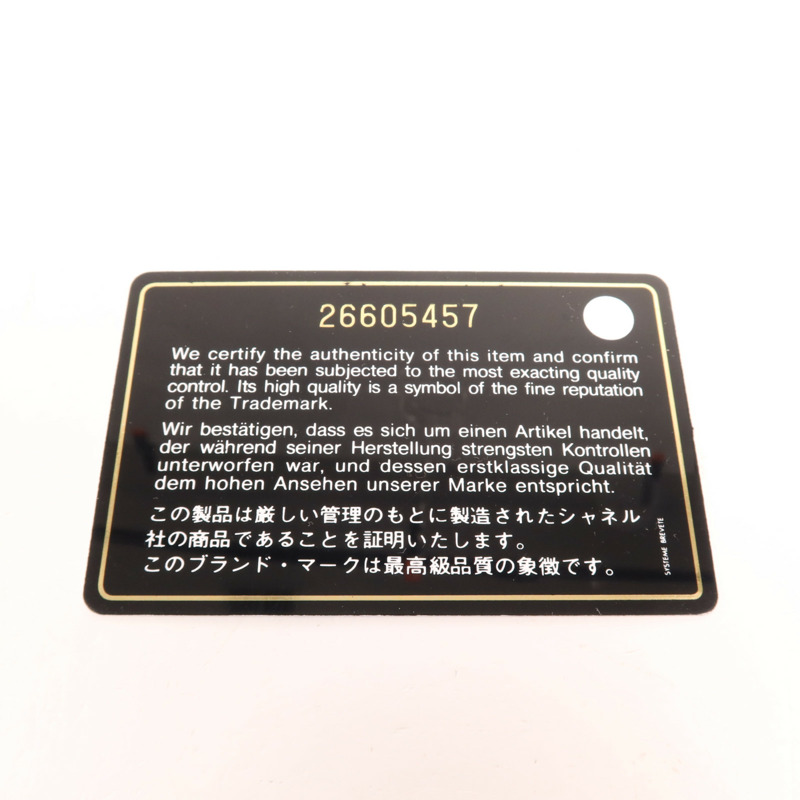 26605457
We certify the authenticity of this item and confirm
that it has been subjected to the most exacting quality
control. Its high quality is a symbol of the fine reputation
of the Trademark.
Wir bestätigen, dass es sich um einen Artikel handelt,
der während seiner Herstellung strengsten Kontrollen
unterworfen war, und dessen erstklassige Qualität
dem hohen Ansehen unserer Marke entspricht.
この製品は厳しい管理のもとに製造されたシャネル
社の商品であることを証明いたします。
このブランド・マークは最高級品質の象徴です。
SYSTEME BREVETE